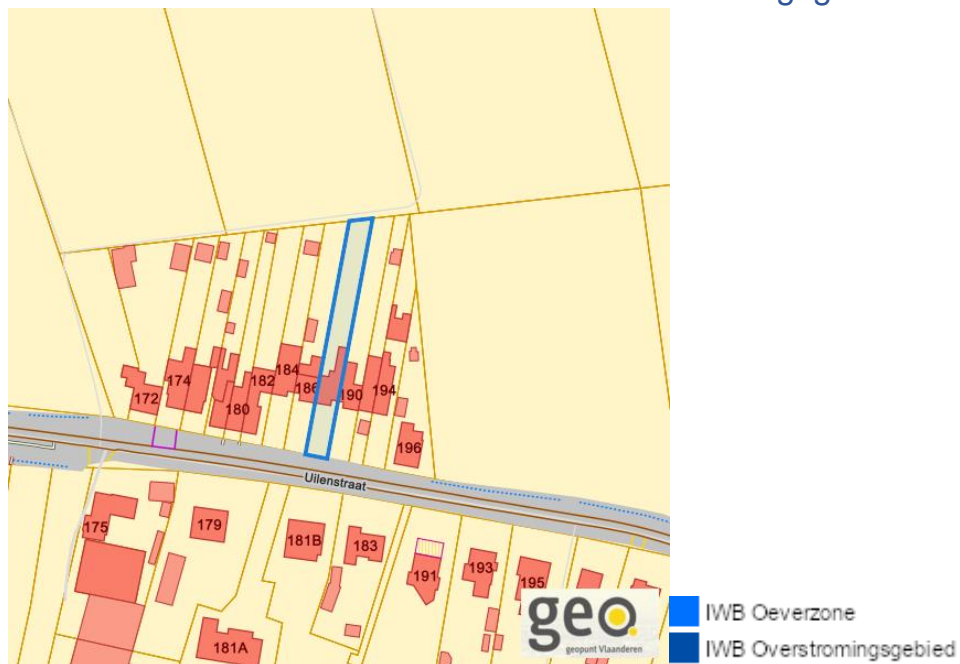 172
174
180
182
184
186
190
194
196
Uilenstraat
175
179
181B
183
191
193
195
181A
geo.
geopunt Vlaanderen
IWB Oeverzone
IWB Overstromingsgebied